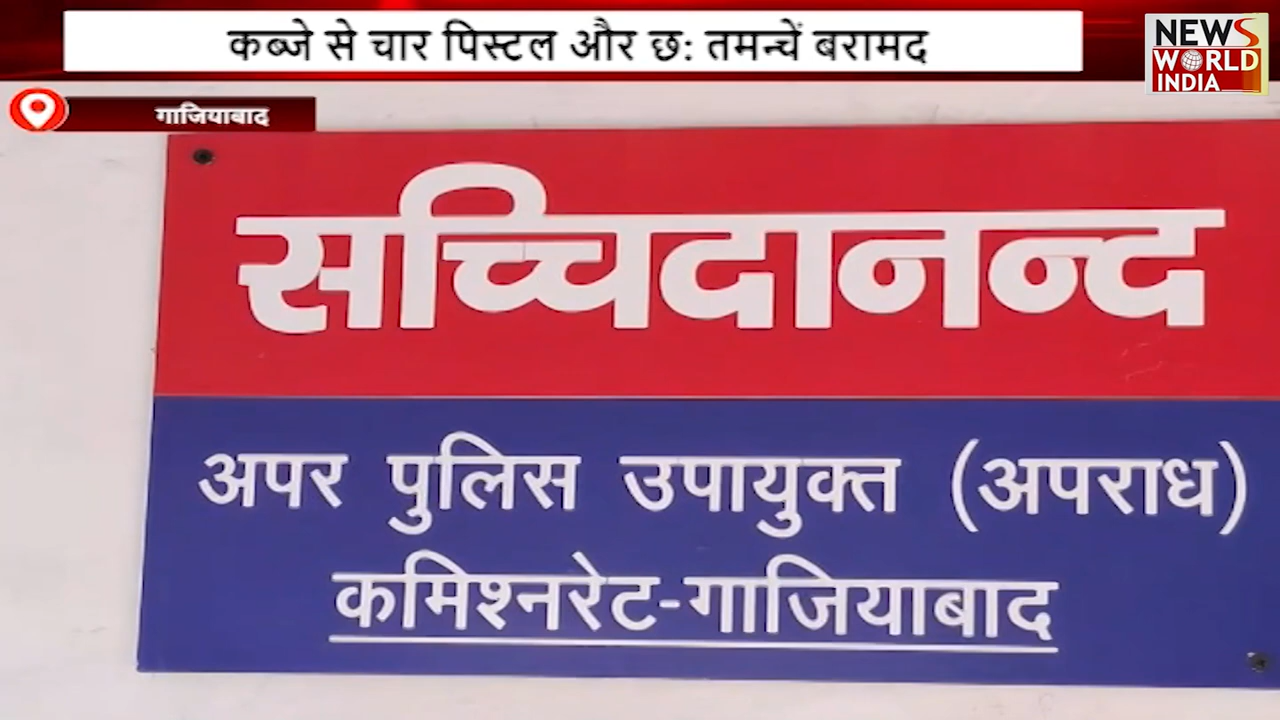 कब्जे से चार पिस्टल और छः तमन्चें बरामद
NEWS
WORLD
INDIA
गाजियाबाद
सच्चिदानन्द
अपर पुलिस उपायुक्त (अपराध)
कमिश्नरेट-गाजियाबाद